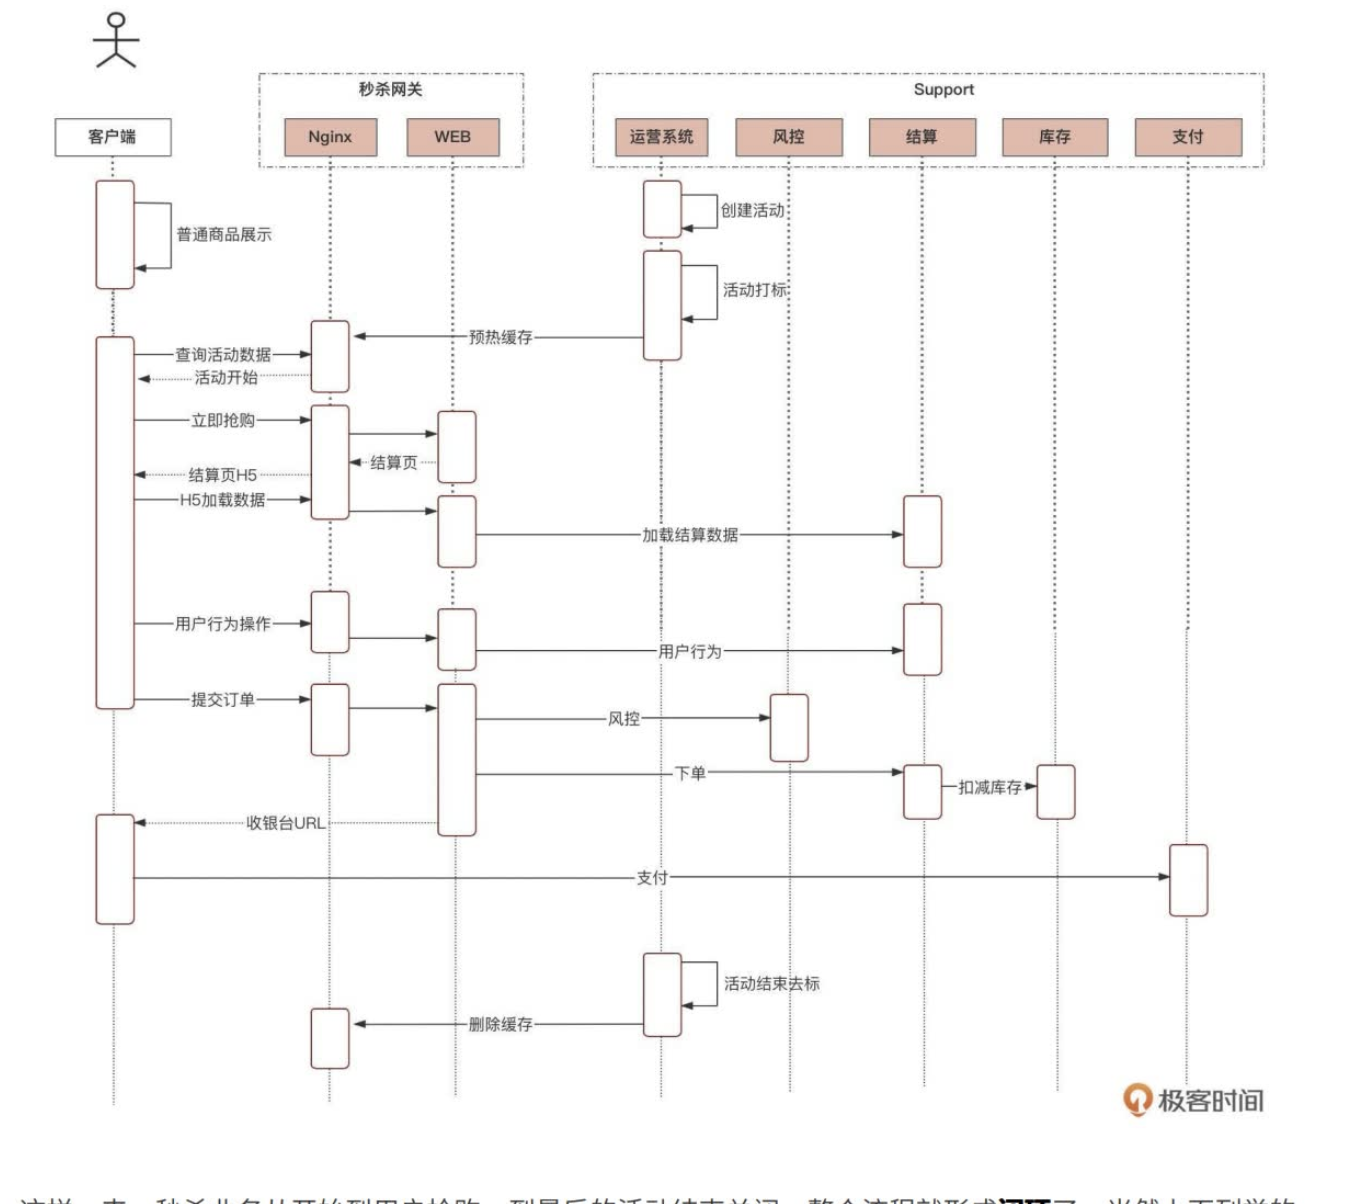 秒杀网关
Support
客户端
Nginx
WEB
运营系统
风控
结算
库存
支付
创建活动
普通商品展示
活动打标
预热缓存
查询活动数据
活动开始
立即抢购
结算页
结算页H5
H5加载数据
加载结算数据
用户行为操作
用户行为
提交订单
风控
下单
扣减库存
收银台URL
支付
活动结束去标
删除缓存
极客时间